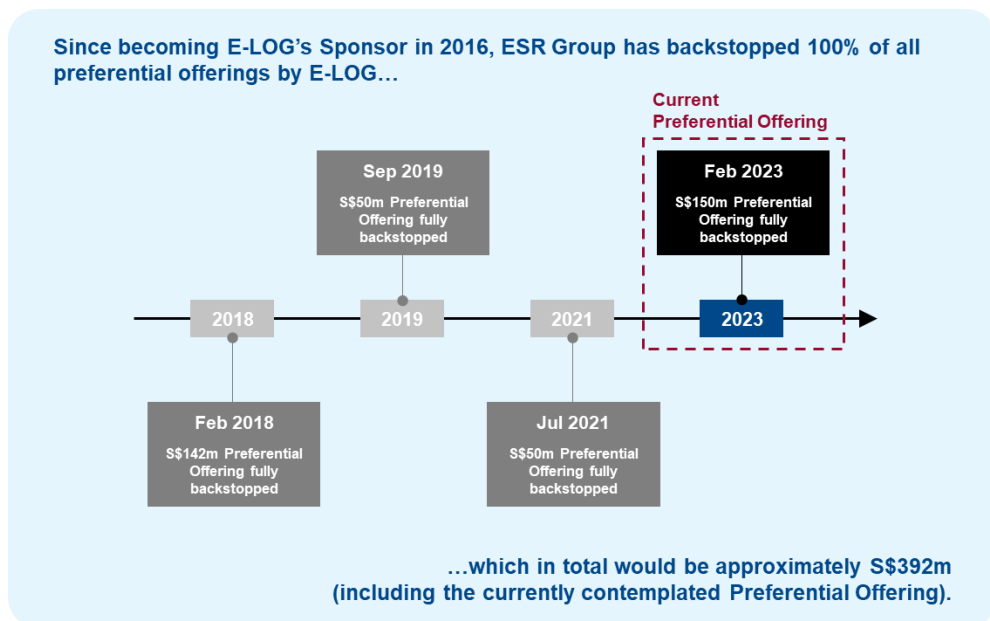 Since becoming E-LOG's Sponsor in 2016, ESR Group has backstopped 100% of all
preferential offerings by E-LOG…
Current
Preferential Offering
Sep 2019
S$50m Preferential
Offering fully
backstopped
Feb 2023
S$150m Preferential
Offering fully
backstopped
2018
2019
2021
2023
Feb 2018
S$142m Preferential
Offering fully
backstopped
Jul 2021
S$50m Preferential
Offering fully
backstopped
…which in total would be approximately S$392m
(including the currently contemplated Preferential Offering).